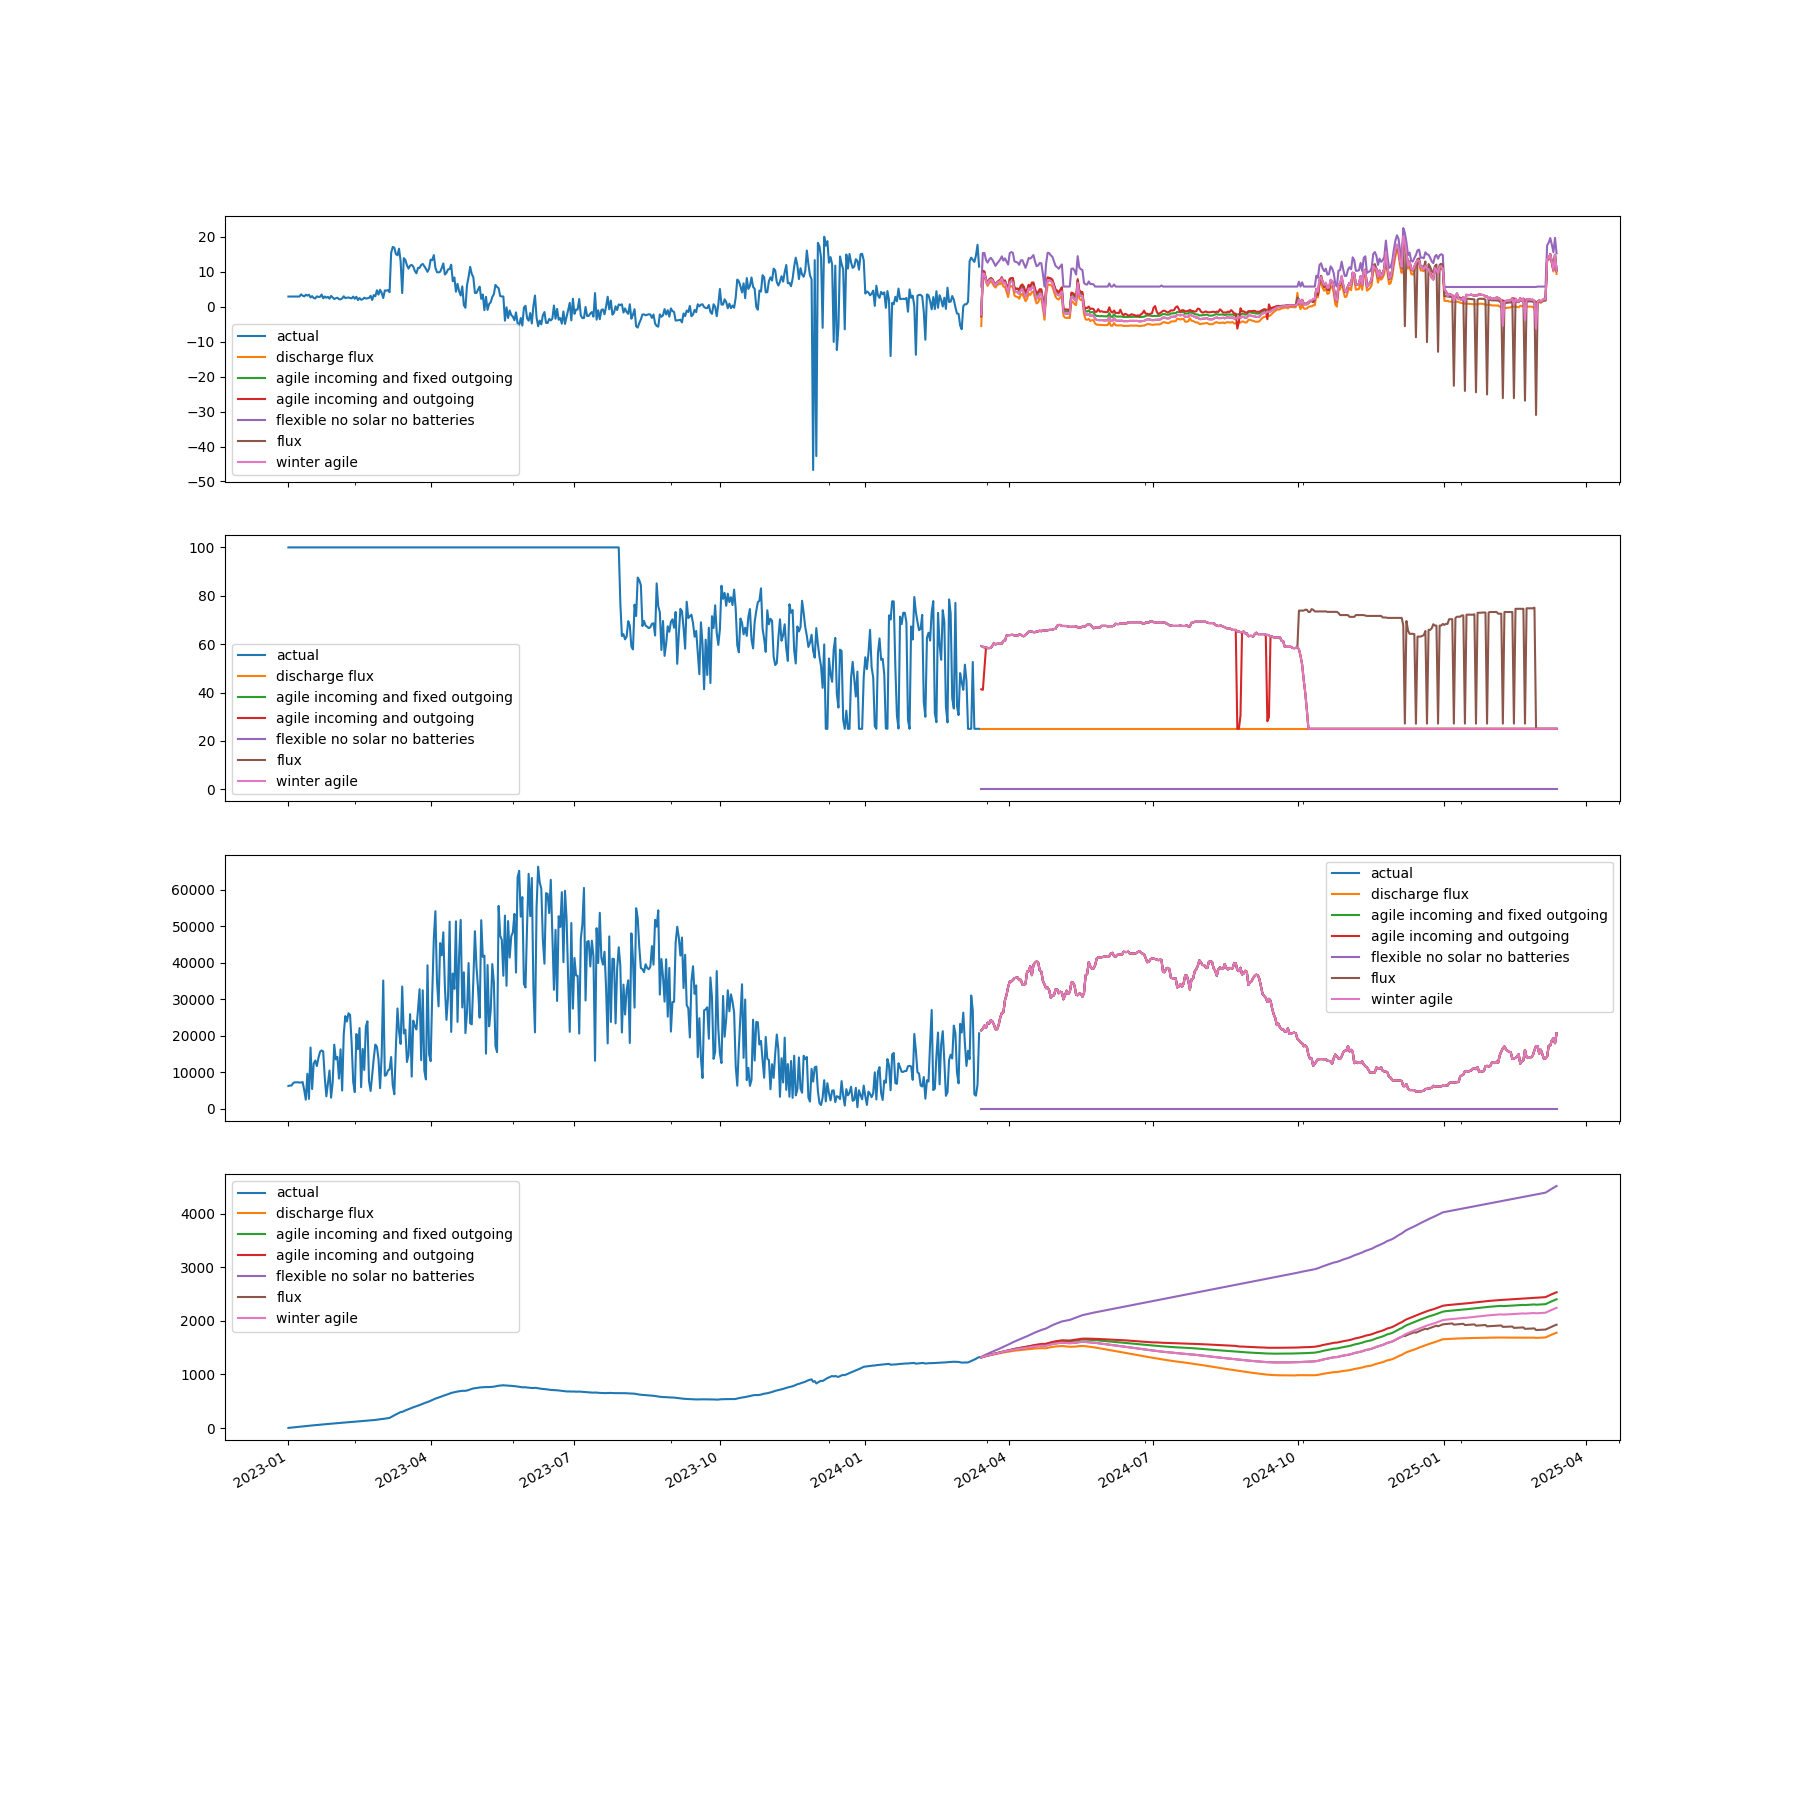 20
10
0
−10
−20
−30
−40
−50
actual
discharge flux
agile incoming and fixed outgoing
agile incoming and outgoing
flexible no solar no batteries
flux
winter agile
100
80
60
40
20
0
actual
discharge flux
agile incoming and fixed outgoing
agile incoming and outgoing
flexible no solar no batteries
flux
winter agile
60000
50000
40000
30000
20000
10000
0
actual
discharge flux
agile incoming and fixed outgoing
agile incoming and outgoing
flexible no solar no batteries
flux
winter agile
4000
3000
2000
1000
0
actual
discharge flux
agile incoming and fixed outgoing
agile incoming and outgoing
flexible no solar no batteries
flux
winter agile
2023-01
2023-04
2023-07
2023-10
2024-01
2024-04
2024-07
2024-10
2025-01
2025-04